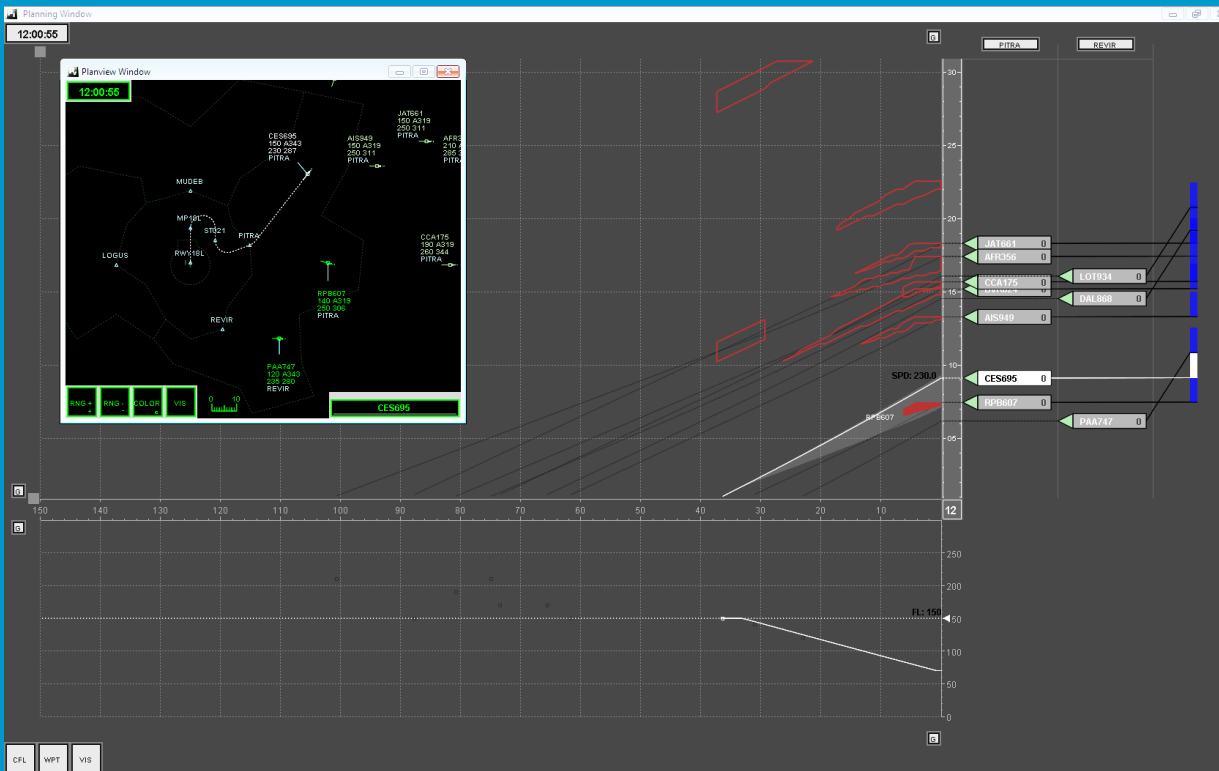 Planning Window
12:00:55
G
PITRA
REVIR
Planview Window
12:00:55
JAT661
150 A319
250 311
PITRA
CES695
150 A343
230 287
PITRA
AIS949
150 A319
250 311
PITRA
MUDEB
MP18L
ST021
PITRA
RWY18L
LOGUS
CCA175
190 A319
260 344
PITRA
RPB607
140 A319
250 306
PITRA
REVIR
PAA747
120 A343
235 280
REVIR
RNG +
RNG -
COLOR
VIS
0 10
CES695
30
25
20
15
10
05
JAT661 0
AFR356 0
LOT934 0
CCA175 0
DAL868 0
AIS949 0
SPD: 230.0
CES695 0
RPB607 0
RPB607
PAA747 0
G
150 140 130 120 110 100 90 80 70 60 50 40 30 20 10 12
G
250
200
FL: 150
50
100
50
0
G
CFL
WPT
VIS